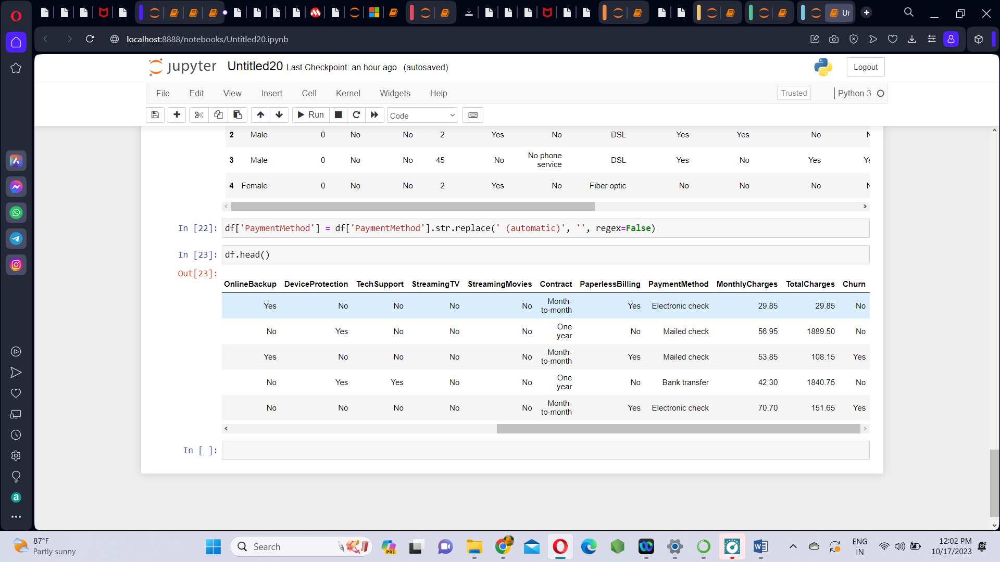 Ur
localhost:8888/notebooks/Untitled20.ipynb
jupyter Untitled20 Last Checkpoint: an hour ago (autosaved)
Logout
File Edit View Insert Cell Kernel Widgets Help
Trusted
Python 3
Run
Code
2 Male 0 No No 2 Yes No DSL Yes Yes No
3 Male 0 No No 45 No No phone service DSL Yes No Yes
4 Female 0 No No 2 Yes No Fiber optic No No No
In [22]: df['PaymentMethod'] = df['PaymentMethod'].str.replace(' (automatic)', '', regex=False)
In [23]: df.head()
Out[23]:
OnlineBackup DeviceProtection TechSupport StreamingTV StreamingMovies Contract PaperlessBilling PaymentMethod MonthlyCharges TotalCharges Churn
Yes No No No No Month-to-month Yes Electronic check 29.85 29.85 No
No Yes No No No One year No Mailed check 56.95 1889.50 No
Yes No No No No Month-to-month Yes Mailed check 53.85 108.15 Yes
No Yes Yes No No One year No Bank transfer 42.30 1840.75 No
No No No No No Month-to-month Yes Electronic check 70.70 151.65 Yes
In [ ]:
87°F
Partly sunny
Search
PRE
ENG
IN
12:02 PM
10/17/2023